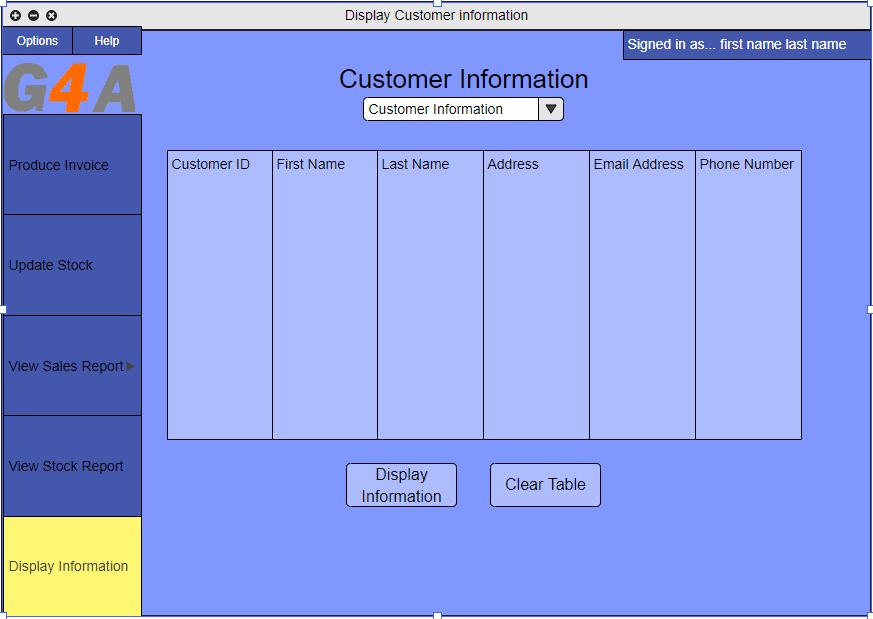 Display Customer information
Options
Help
Signed in as... first name last name
G4A
Customer Information
Customer Information
Produce Invoice
Update Stock
View Sales Report
View Stock Report
Display Information
Customer ID
First Name
Last Name
Address
Email Address
Phone Number
Display
Information
Clear Table